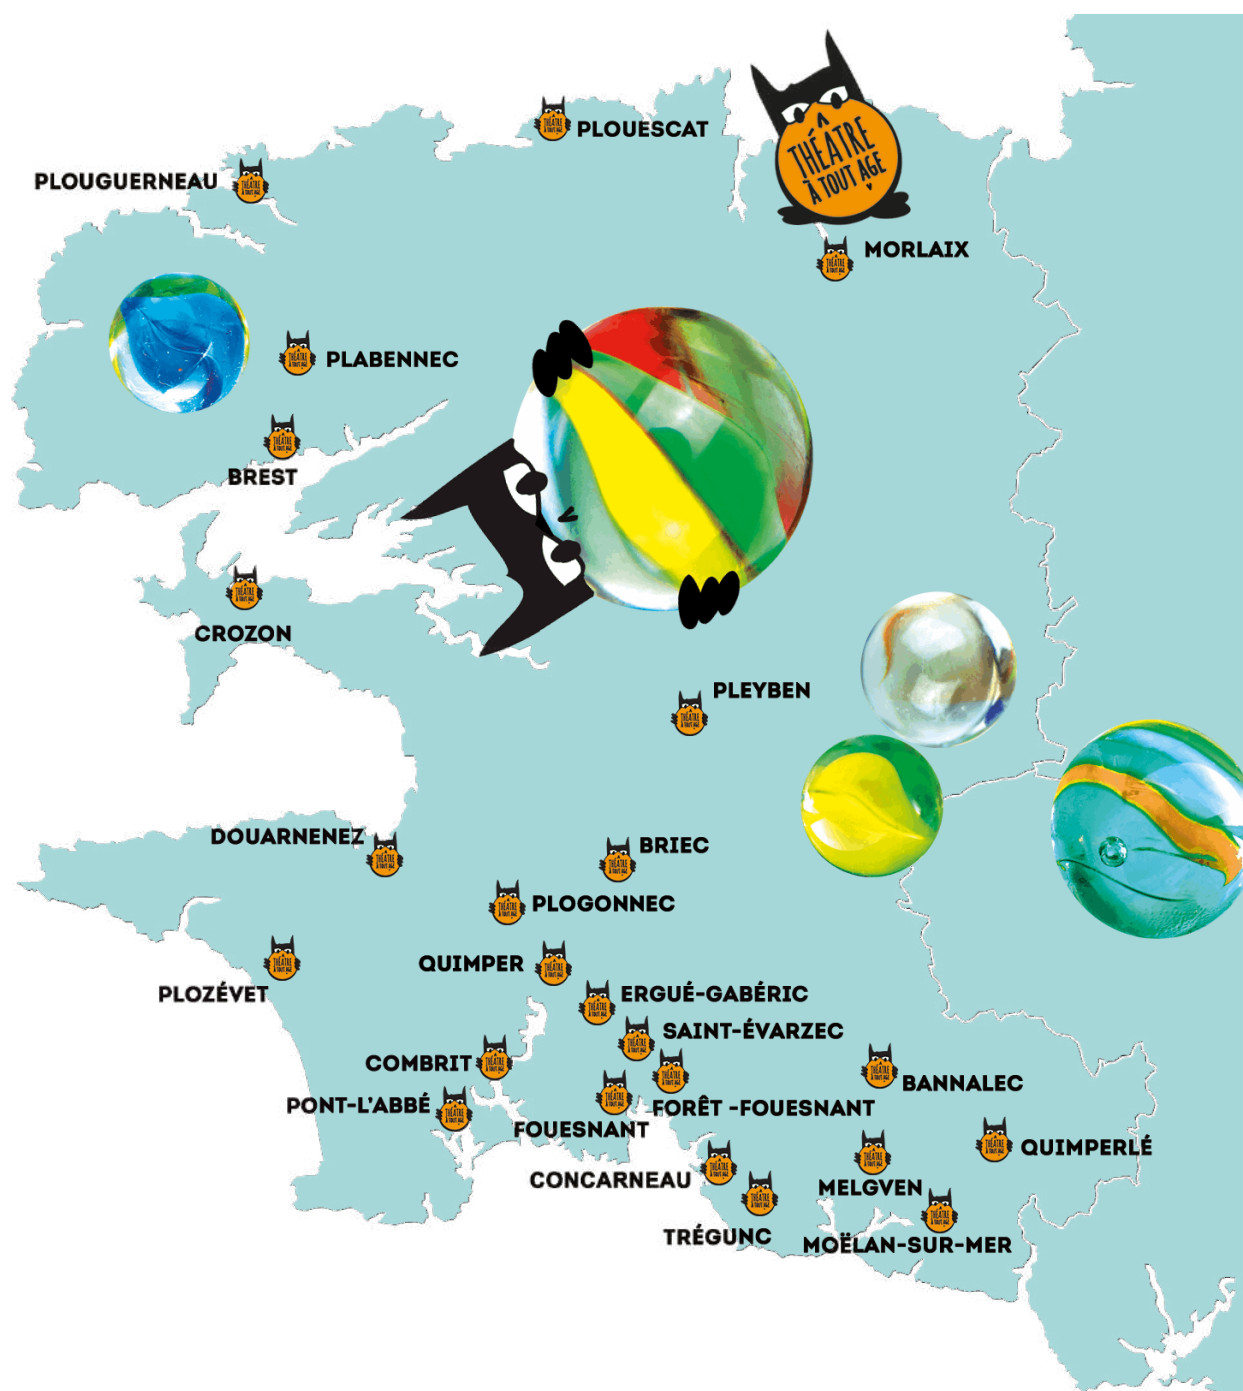 PLOUESCAT
THÉÂTRE
À TOUT ÂGE
PLOUGUERNEAU
MORLAIX
PLABENNEC
BREST
CROZON
PLEYBEN
DOUARNENEZ
BRIEC
PLOGONNEC
QUIMPER
PLOZÉVET
ERGUÉ-GABÉRIC
SAINT-ÉVARZEC
COMBRIT
BANNALEC
PONT-L'ABBÉ
FORÊT -FOUESNANT
FOUESNANT
QUIMPERLÉ
CONCARNEAU
MELGVEN
TRÉGUNC
MOËLAN-SUR-MER